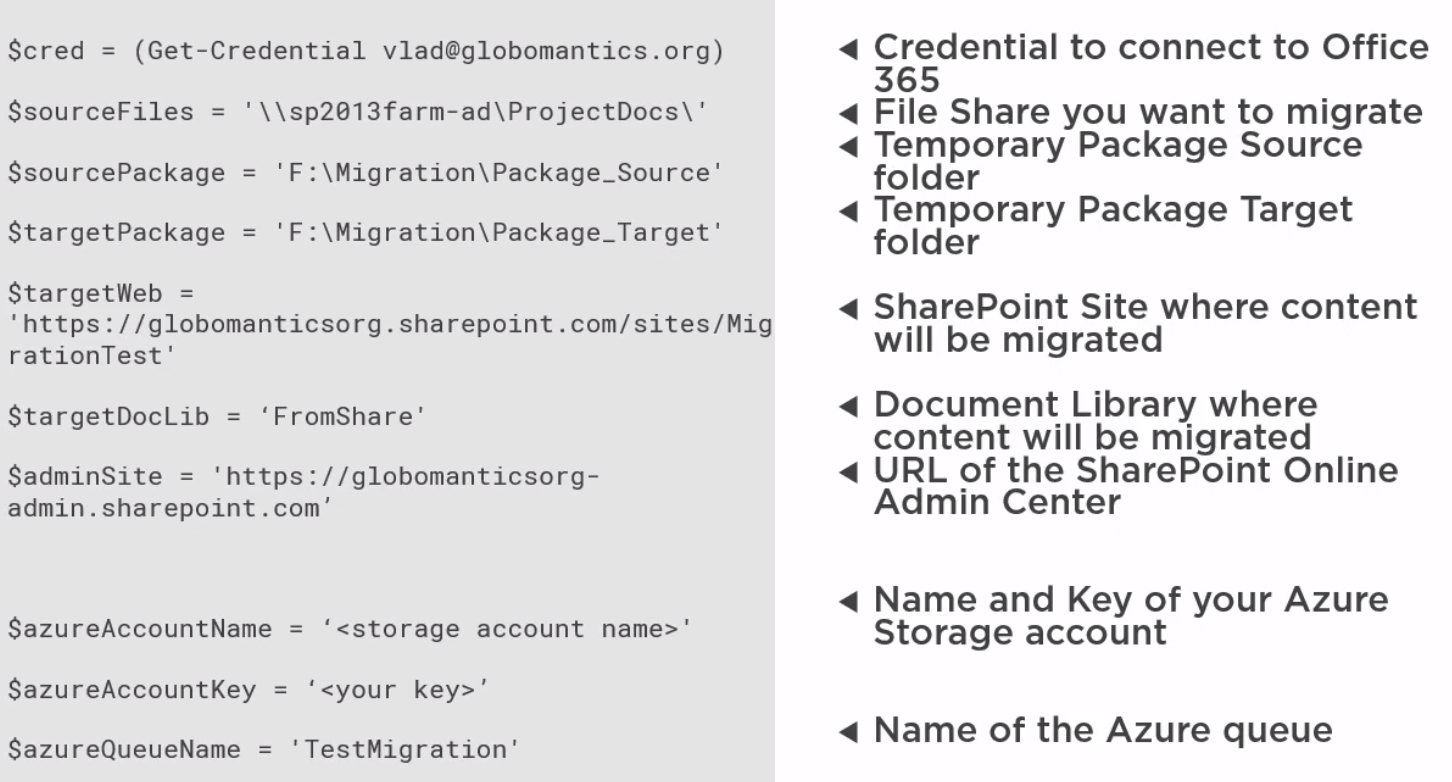 $cred = (Get-Credential vlad@globomantics.org)
$sourceFiles = '\\sp2013farm-ad\ProjectDocs\'
$sourcePackage = 'F:\Migration\Package_Source'
$targetPackage = 'F:\Migration\Package_Target'
$targetWeb =
'https://globomanticsorg.sharepoint.com/sites/Mig
rationTest'
$targetDocLib = ‘FromShare'
$adminSite = 'https://globomanticsorg-
admin.sharepoint.com’
$azureAccountName = ‘<storage account name>'
$azureAccountKey = ‘<your key>’
$azureQueueName = 'TestMigration'
◀ Credential to connect to Office
365
◀ File Share you want to migrate
◀ Temporary Package Source
folder
◀ Temporary Package Target
folder
◀ SharePoint Site where content
will be migrated
◀ Document Library where
content will be migrated
◀ URL of the SharePoint Online
Admin Center
◀ Name and Key of your Azure
Storage account
◀ Name of the Azure queue